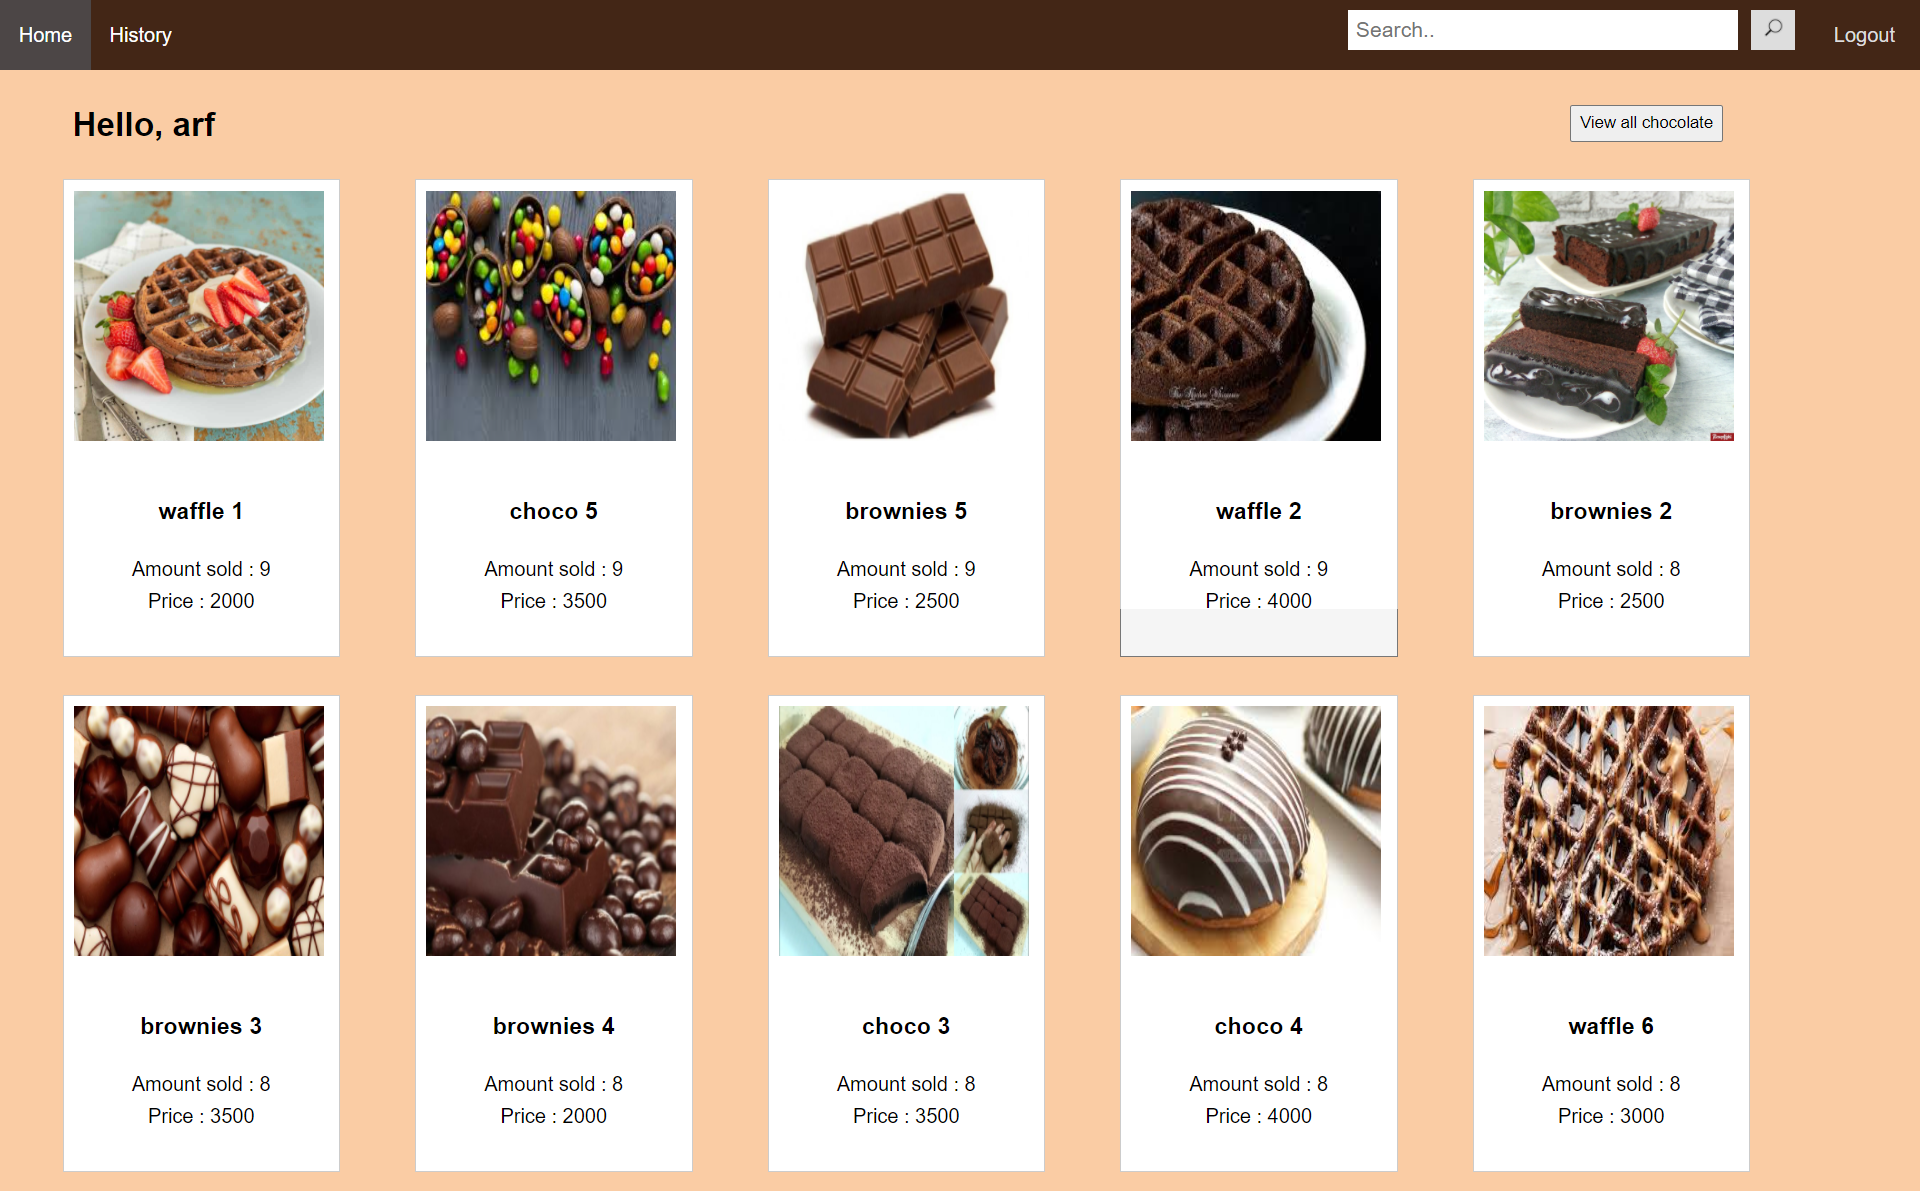 Home
History
Search..
Logout
Hello, arf
View all chocolate
waffle 1
Amount sold : 9
Price : 2000
choco 5
Amount sold : 9
Price : 3500
brownies 5
Amount sold : 9
Price : 2500
waffle 2
Amount sold : 9
Price : 4000
brownies 2
Amount sold : 8
Price : 2500
brownies 3
Amount sold : 8
Price : 3500
brownies 4
Amount sold : 8
Price : 2000
choco 3
Amount sold : 8
Price : 3500
choco 4
Amount sold : 8
Price : 4000
waffle 6
Amount sold : 8
Price : 3000